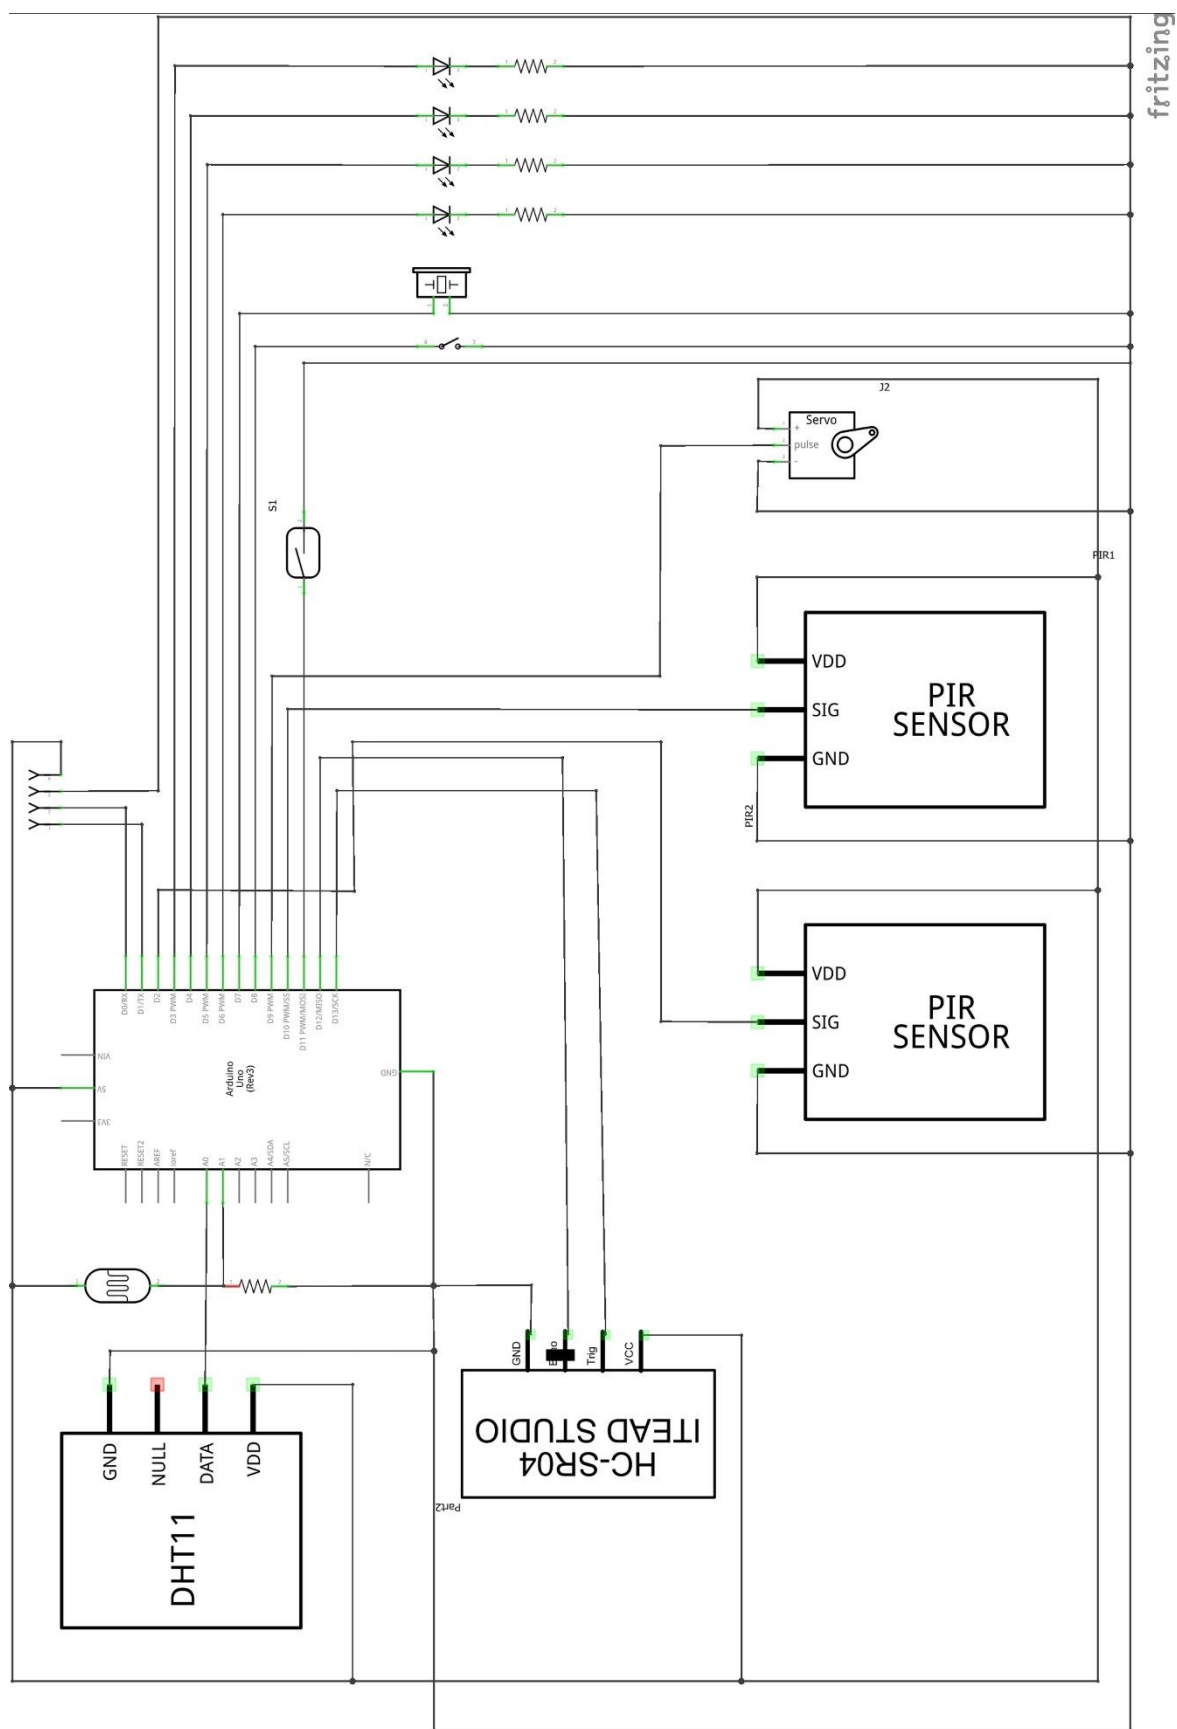 fritzing
J2
Servo
+
pulse
-
S1
PIR1
VDD
SIG
GND
PIR
SENSOR
PIR2
VDD
SIG
GND
PIR
SENSOR
D0/RX
D1/TX
D2
D3 PWM
D4
D5 PWM
D6 PWM
D7
D8
D9 PWM
D10 PWM/SS
D11 PWM/MOSI
D12/MISO
D13/SCK
VIN
5V
3V3
Arduino
Uno
(Rev3)
GND
RESET
RESET2
AREF
ioref
A0
A1
A2
A3
A4/SDA
A5/SCL
N/C
GND
Trig
VCC
HC-SR04
ITEAD STUDIO
Part2
GND
NULL
DATA
VDD
DHT11